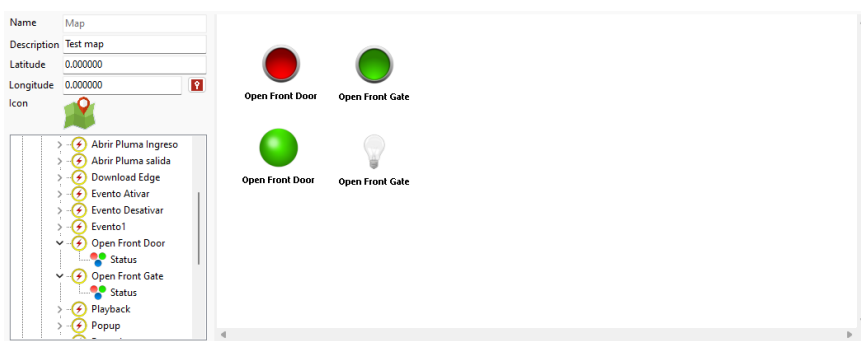 Name Map
Description Test map
Latitude 0.000000
Longitude 0.000000
Icon
Abrir Pluma Ingreso
Abrir Pluma salida
Download Edge
Evento Ativar
Evento Desativar
Evento1
Open Front Door
Status
Open Front Gate
Status
Playback
Popup
Open Front Door Open Front Gate
Open Front Door Open Front Gate